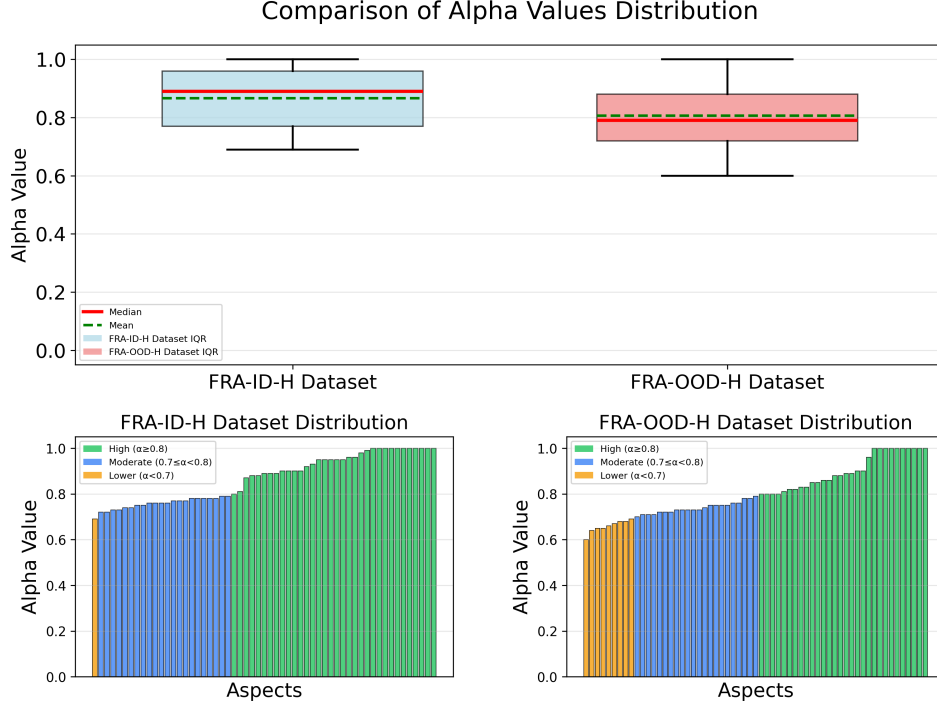 Comparison of Alpha Values Distribution
1.0
0.8
0.6
0.4
0.2
0.0
Alpha Value
Median
Mean
FRA-ID-H Dataset IQR
FRA-OOD-H Dataset IQR
FRA-ID-H Dataset
FRA-OOD-H Dataset
FRA-ID-H Dataset Distribution
1.0
0.8
0.6
0.4
0.2
0.0
Alpha Value
High (α≥0.8)
Moderate (0.7≤α<0.8)
Lower (α<0.7)
Aspects
FRA-OOD-H Dataset Distribution
1.0
0.8
0.6
0.4
0.2
0.0
Alpha Value
High (α≥0.8)
Moderate (0.7≤α<0.8)
Lower (α<0.7)
Aspects